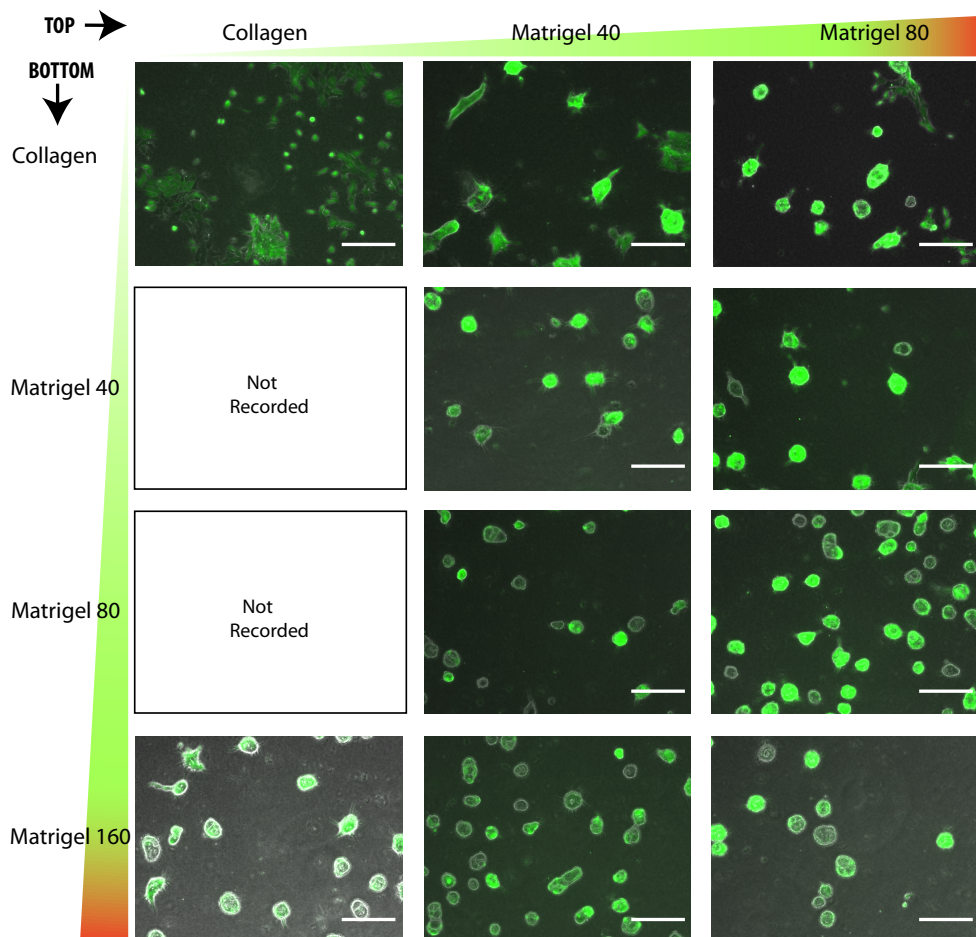 TOP
Collagen
Matrigel 40
Matrigel 80
BOTTOM
Collagen
Matrigel 40
Not
Recorded
Matrigel 80
Not
Recorded
Matrigel 160